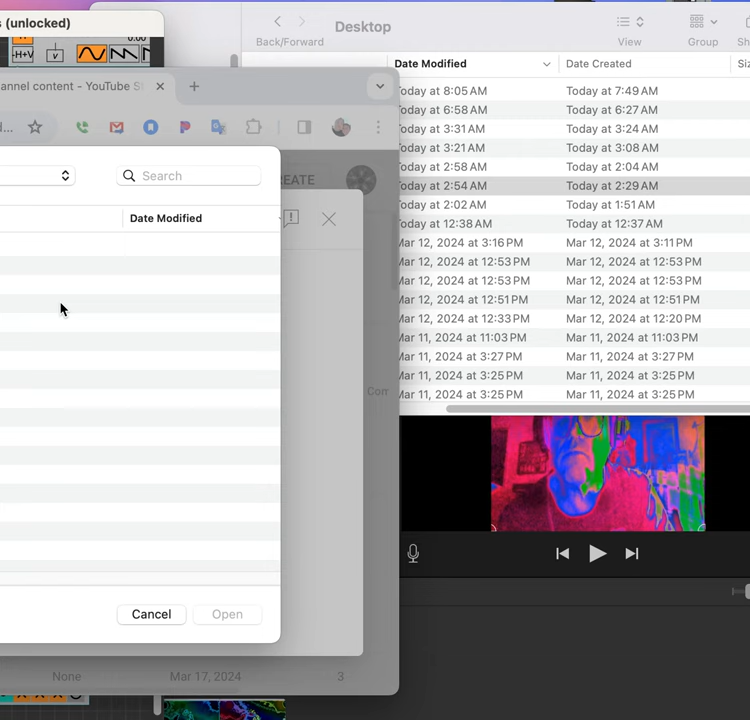 s (unlocked)
-H+V
Desktop
Back/Forward
View
Group
annel content - YouTube S
d...
Search
REATE
Date Modified
Date Modified
Date Created
Today at 8:05 AM
Today at 7:49 AM
Today at 6:58 AM
Today at 6:27 AM
Today at 3:31 AM
Today at 3:24 AM
Today at 3:21 AM
Today at 3:08 AM
Today at 2:58 AM
Today at 2:04 AM
Today at 2:54 AM
Today at 2:29 AM
Today at 2:02 AM
Today at 1:51 AM
Today at 12:38 AM
Today at 12:37 AM
Mar 12, 2024 at 3:16 PM
Mar 12, 2024 at 3:11 PM
Mar 12, 2024 at 12:53 PM
Mar 12, 2024 at 12:53 PM
Mar 12, 2024 at 12:53 PM
Mar 12, 2024 at 12:53 PM
Mar 12, 2024 at 12:51 PM
Mar 12, 2024 at 12:51 PM
Mar 12, 2024 at 12:33 PM
Mar 12, 2024 at 12:20 PM
Mar 11, 2024 at 11:03 PM
Mar 11, 2024 at 11:03 PM
Mar 11, 2024 at 3:27 PM
Mar 11, 2024 at 3:27 PM
Mar 11, 2024 at 3:25 PM
Mar 11, 2024 at 3:25 PM
Mar 11, 2024 at 3:25 PM
Mar 11, 2024 at 3:25 PM
Com
Cancel
Open
None
Mar 17, 2024
3